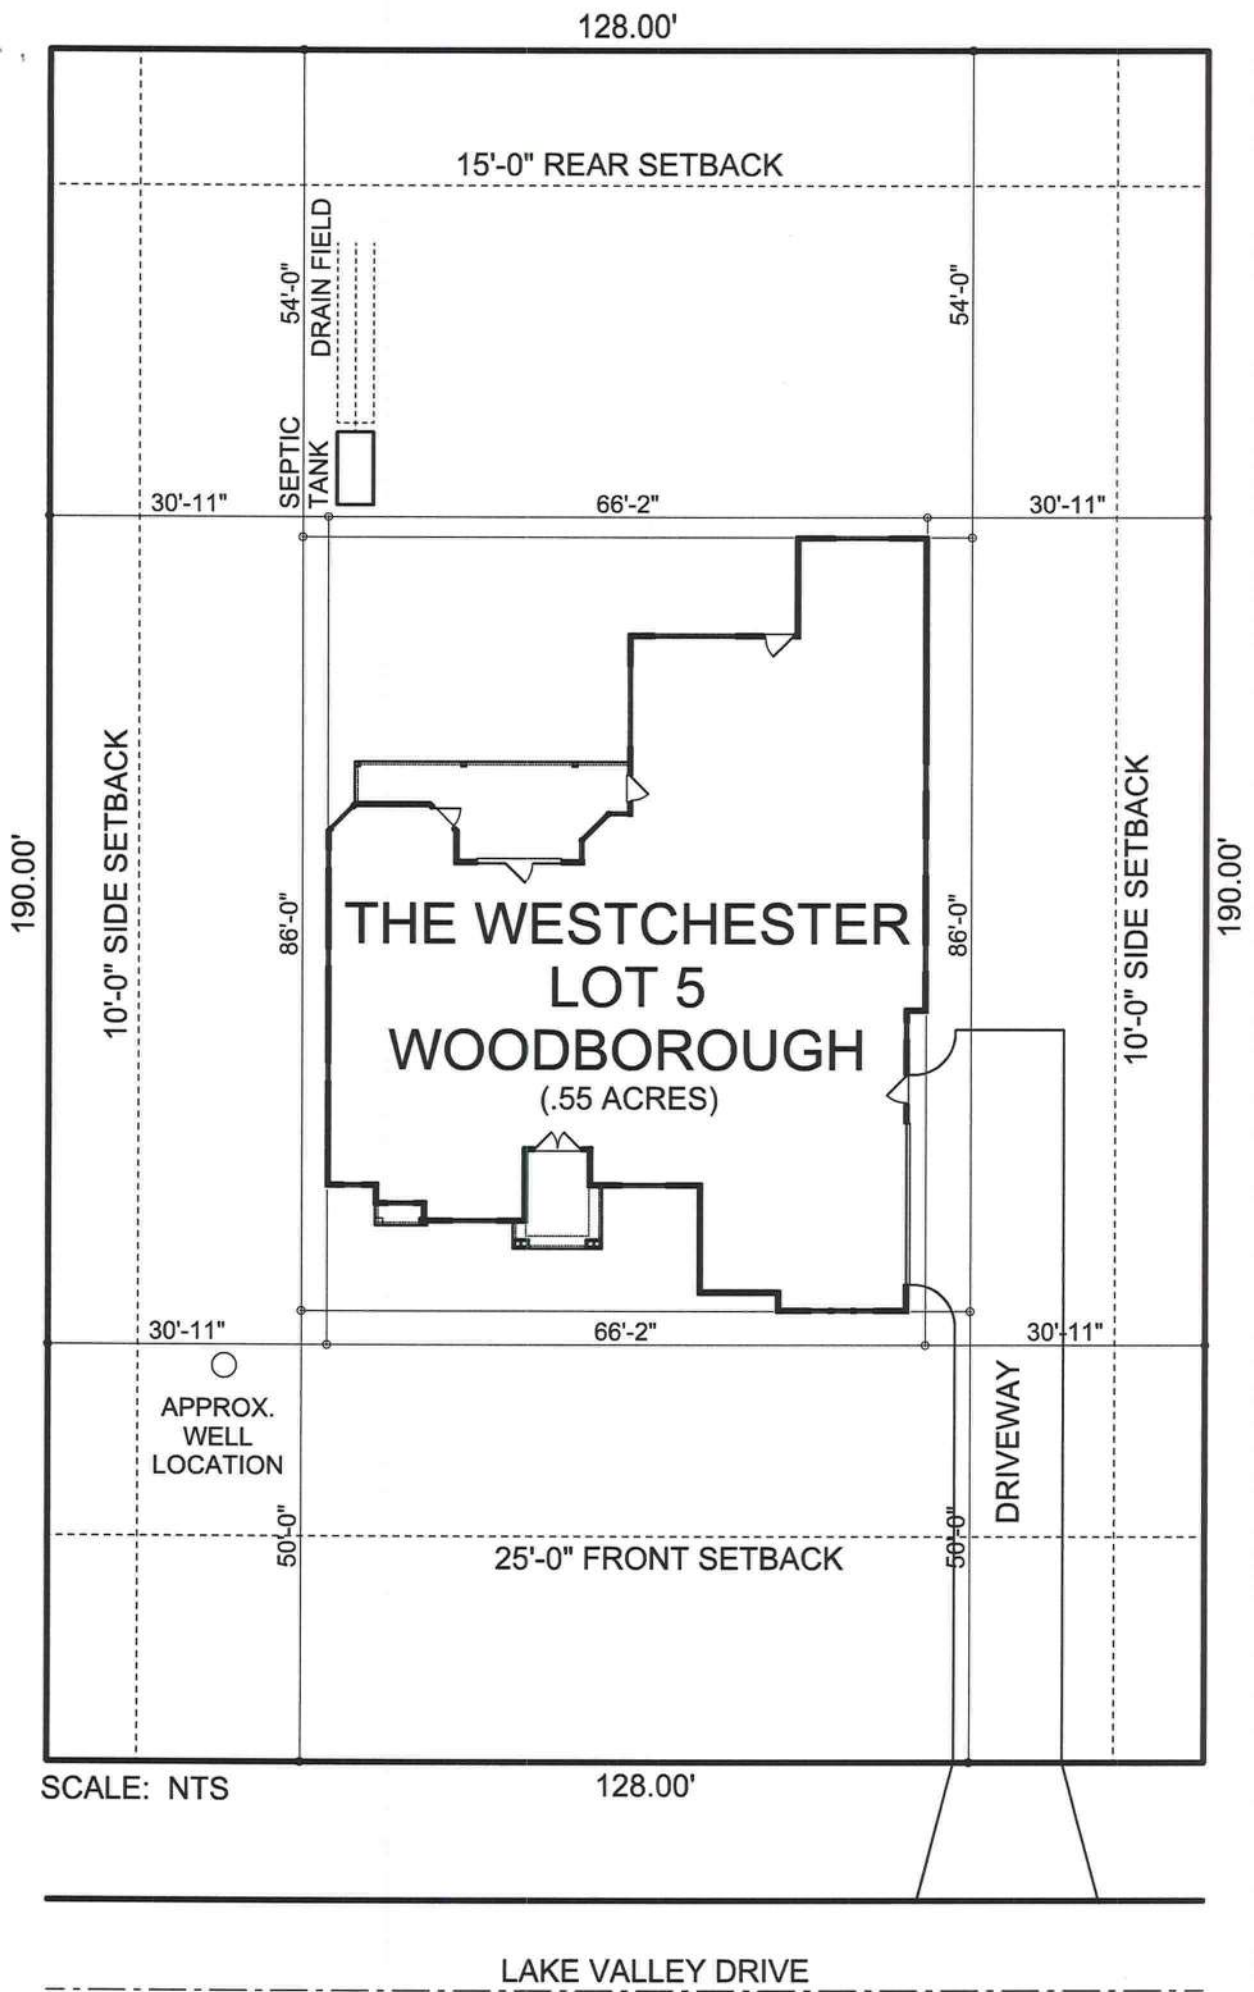 128.00'
15'-0" REAR SETBACK
54'-0"
DRAIN FIELD
54'-0"
SEPTIC
TANK
30'-11"
66'-2"
30'-11"
10'-0" SIDE SETBACK
10'-0" SIDE SETBACK
190.00'
190.00'
86'-0"
86'-0"
THE WESTCHESTER
LOT 5
WOODBOROUGH
(.55 ACRES)
30'-11"
66'-2"
30'-11"
APPROX.
WELL
LOCATION
DRIVEWAY
50'-0"
50'-0"
25'-0" FRONT SETBACK
SCALE: NTS
128.00'
LAKE VALLEY DRIVE